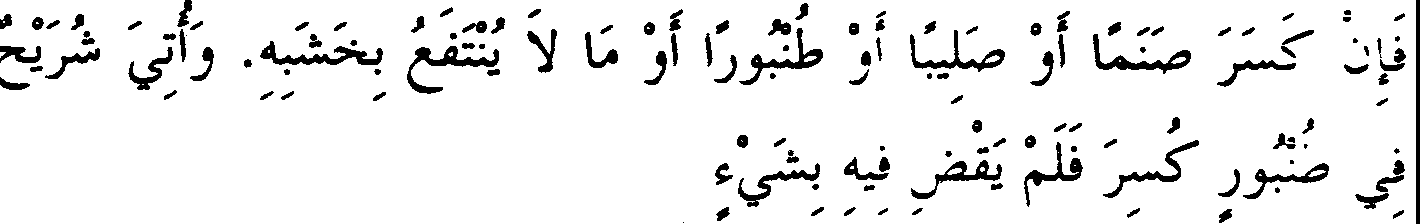 فَإِنْ كَسَرَ صَنَمًا أَوْ صَلِيبًا أَوْ طُنْبُورًا أَوْ مَا لاَ يُنْتَفَعُ بِخَشَبِهِ. وَأُتِيَ شُرَيْحٌ
فِي طُنْبُورٍ كُسِرَ فَلَمْ يَقْضِ فِيهِ بِشَيْءٍ